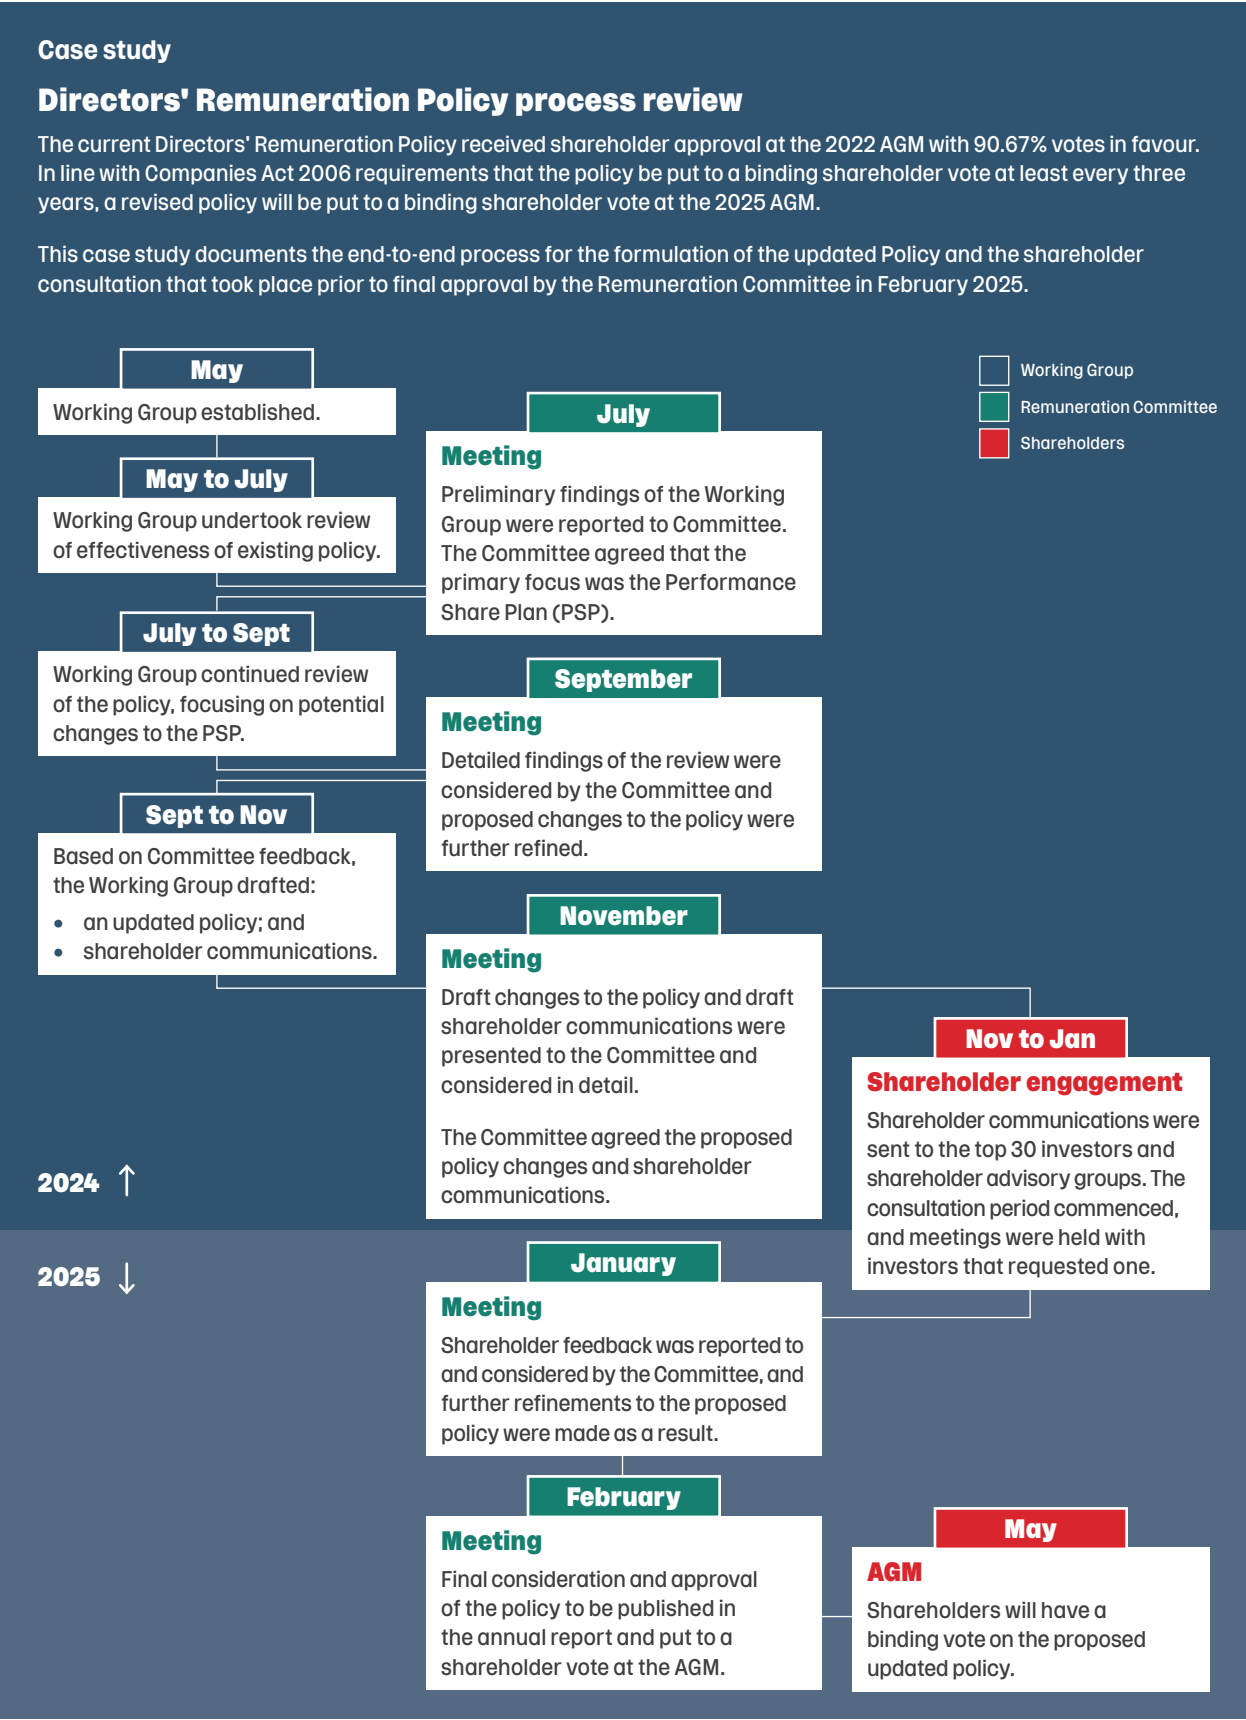 Case study
Directors' Remuneration Policy process review
The current Directors' Remuneration Policy received shareholder approval at the 2022 AGM with 90.67% votes in favour.
In line with Companies Act 2006 requirements that the policy be put to a binding shareholder vote at least every three
years, a revised policy will be put to a binding shareholder vote at the 2025 AGM.
This case study documents the end-to-end process for the formulation of the updated Policy and the shareholder
consultation that took place prior to final approval by the Remuneration Committee in February 2025.
Working Group
Remuneration Committee
Shareholders
May
Working Group established.
May to July
Working Group undertook review
of effectiveness of existing policy.
July
Meeting
Preliminary findings of the Working
Group were reported to Committee.
The Committee agreed that the
primary focus was the Performance
Share Plan (PSP).
July to Sept
Working Group continued review
of the policy, focusing on potential
changes to the PSP.
September
Meeting
Detailed findings of the review were
considered by the Committee and
proposed changes to the policy were
further refined.
Sept to Nov
Based on Committee feedback,
the Working Group drafted:
• an updated policy; and
• shareholder communications.
November
Meeting
Draft changes to the policy and draft
shareholder communications were
presented to the Committee and
considered in detail.
The Committee agreed the proposed
policy changes and shareholder
communications.
Nov to Jan
Shareholder engagement
Shareholder communications were
sent to the top 30 investors and
shareholder advisory groups. The
consultation period commenced,
and meetings were held with
investors that requested one.
2024 ↑
2025 ↓
January
Meeting
Shareholder feedback was reported to
and considered by the Committee, and
further refinements to the proposed
policy were made as a result.
February
Meeting
Final consideration and approval
of the policy to be published in
the annual report and put to a
shareholder vote at the AGM.
May
AGM
Shareholders will have a
binding vote on the proposed
updated policy.